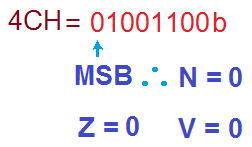 4CH = 01001100b
MSB ∴ N = 0
Z = 0 V = 0